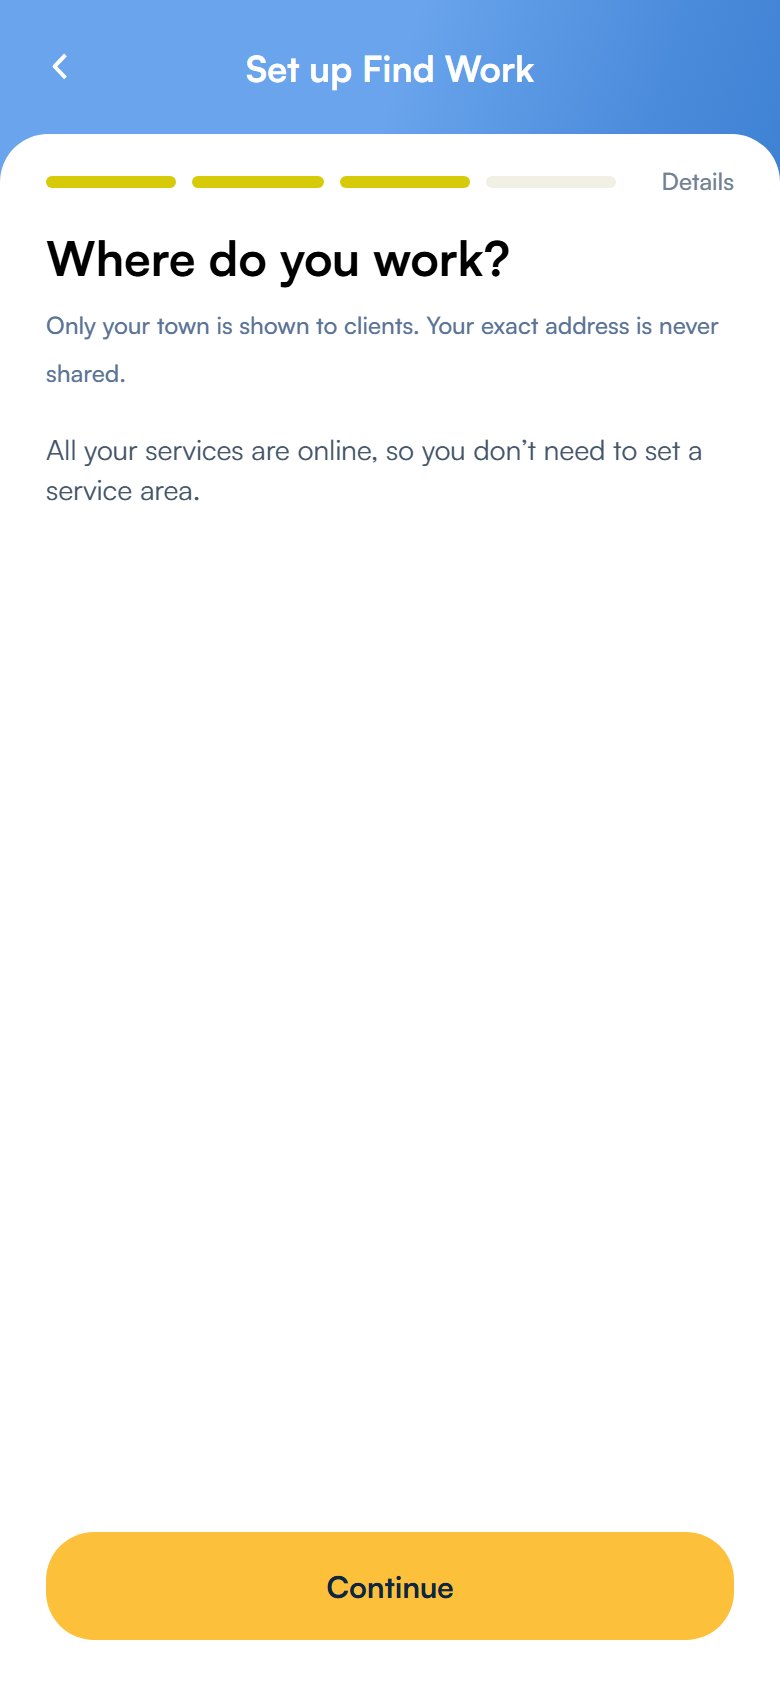 Set up Find Work
Details
Where do you work?
Only your town is shown to clients. Your exact address is never
shared.
All your services are online, so you don’t need to set a
service area.
Continue